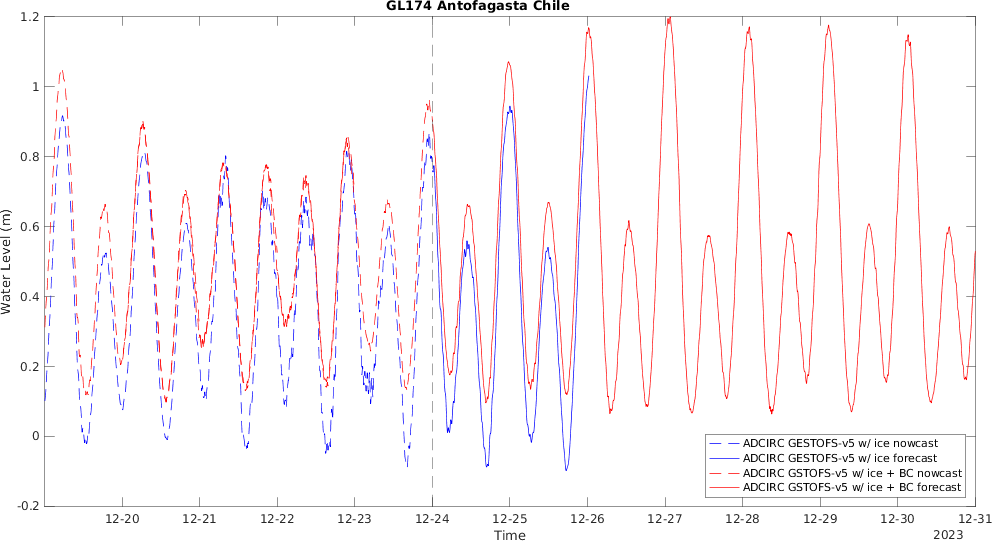 GL174 Antofagasta Chile
1.2
1
0.8
0.6
0.4
0.2
0
-0.2
Water Level (m)
ADCIRC GESTOFS-v5 w/ ice nowcast
ADCIRC GESTOFS-v5 w/ ice forecast
ADCIRC GSTOFS-v5 w/ ice + BC nowcast
ADCIRC GSTOFS-v5 w/ ice + BC forecast
12-20 12-21 12-22 12-23 12-24 12-25 12-26 12-27 12-28 12-29 12-30 12-31
Time
2023